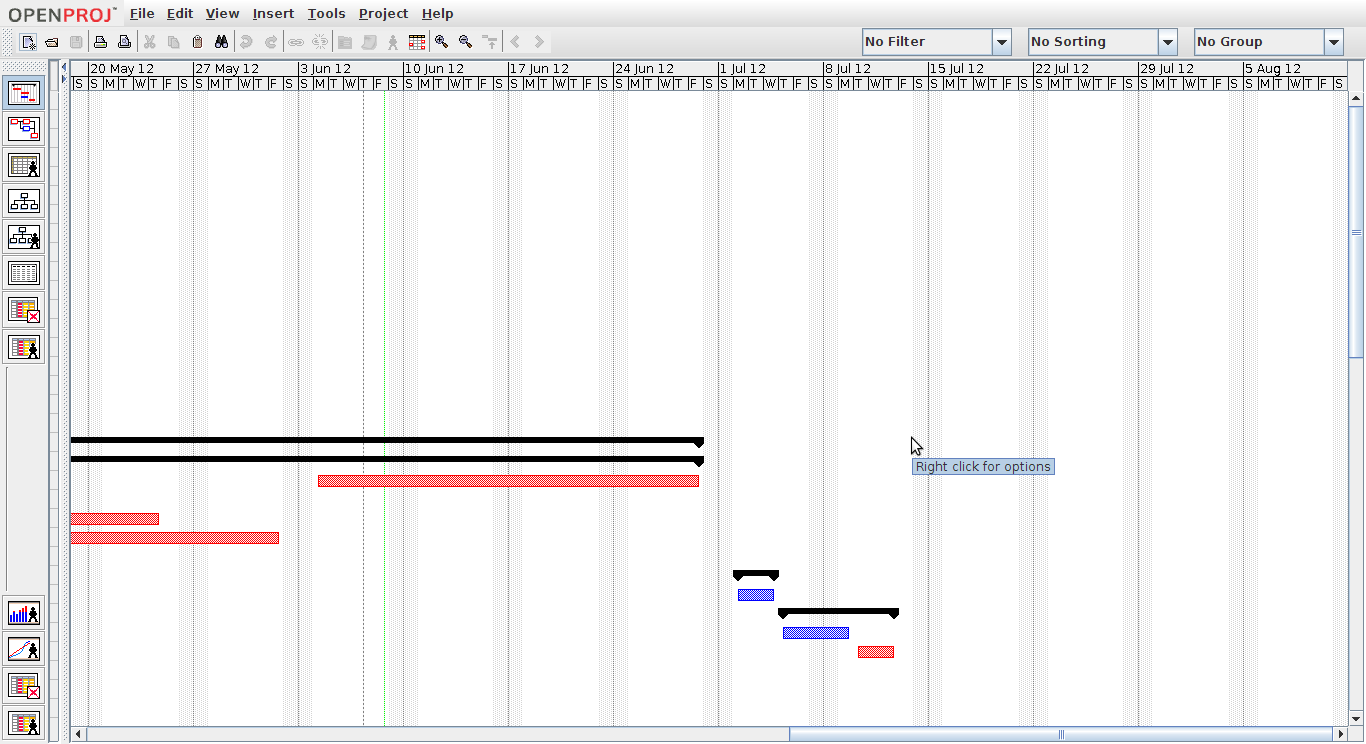 OPENPROJ™ File Edit View Insert Tools Project Help
No Filter No Sorting No Group
20 May 12 27 May 12 3 Jun 12 10 Jun 12 17 Jun 12 24 Jun 12 1 Jul 12 8 Jul 12 15 Jul 12 22 Jul 12 29 Jul 12 5 Aug 12
S S M T W T F S S M T W T F S S M T W T F S S M T W T F S S M T W T F S S M T W T F S S M T W T F S S M T W T F S S M T W T F S S M T W T F S S M T W T F S S M T W T F S
Right click for options